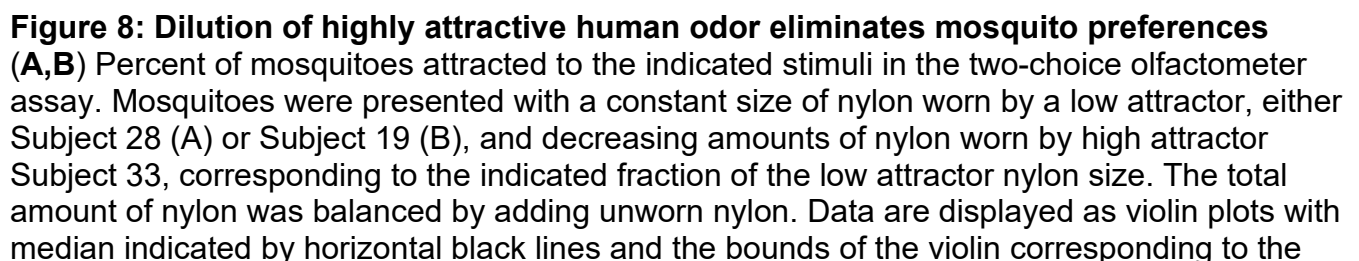 Figure 8: Dilution of highly attractive human odor eliminates mosquito preferences
(A,B) Percent of mosquitoes attracted to the indicated stimuli in the two-choice olfactometer
assay. Mosquitoes were presented with a constant size of nylon worn by a low attractor, either
Subject 28 (A) or Subject 19 (B), and decreasing amounts of nylon worn by high attractor
Subject 33, corresponding to the indicated fraction of the low attractor nylon size. The total
amount of nylon was balanced by adding unworn nylon. Data are displayed as violin plots with
median indicated by horizontal black lines and the bounds of the violin corresponding to the